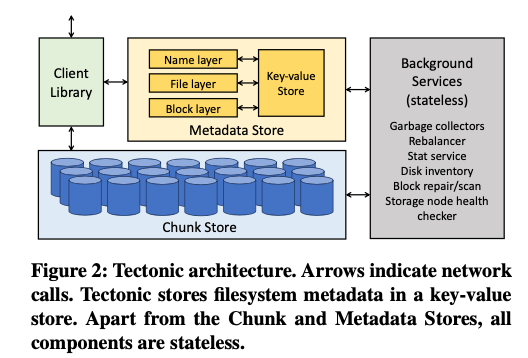 Client
Library
Name layer
File layer
Block layer
Key-value
Store
Metadata Store
Chunk Store
Background
Services
(stateless)
Garbage collectors
Rebalancer
Stat service
Disk inventory
Block repair/scan
Storage node health
checker
Figure 2: Tectonic architecture. Arrows indicate network
calls. Tectonic stores filesystem metadata in a key-value
store. Apart from the Chunk and Metadata Stores, all
components are stateless.